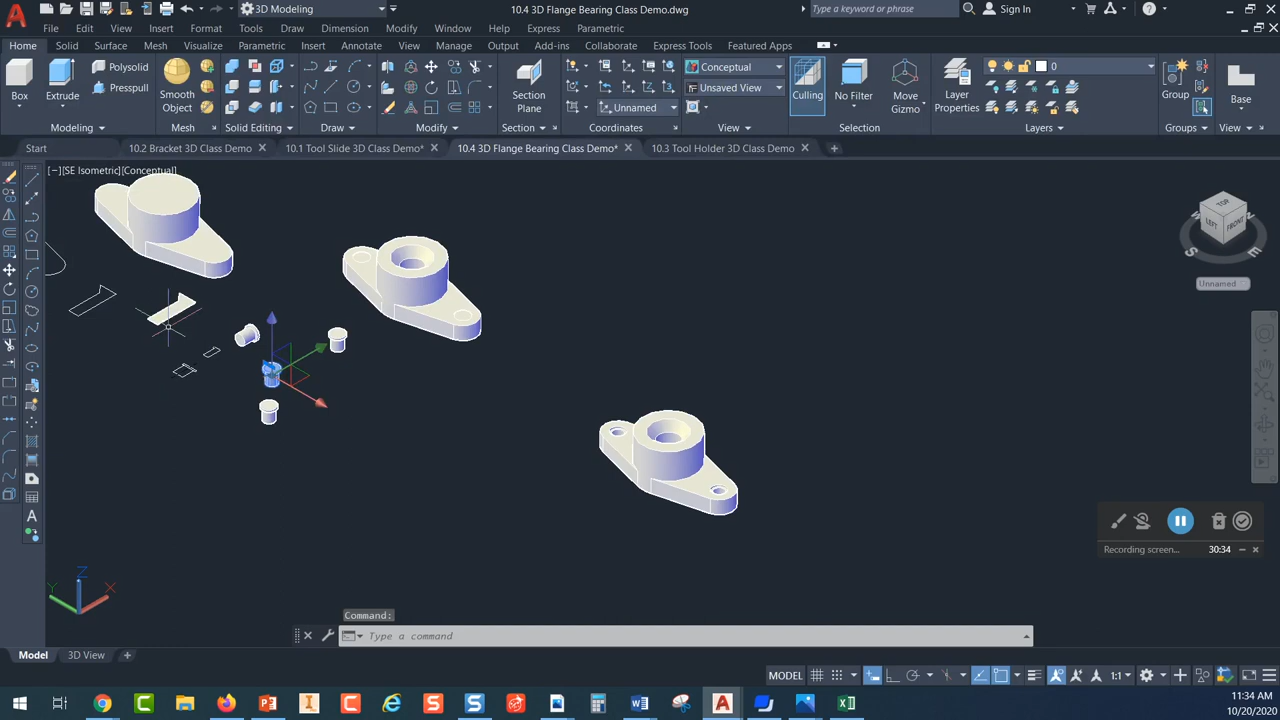 3D Modeling
10.4 3D Flange Bearing Class Demo.dwg
Type a keyword or phrase
Sign In
File Edit View Insert Format Tools Draw Dimension Modify Window Help Express Parametric
Home Solid Surface Mesh Visualize Parametric Insert Annotate View Manage Output Add-ins Collaborate Express Tools Featured Apps
Polysolid
Presspull
Box
Extrude
Smooth Object
Section Plane
Unnamed
Conceptual
Unsaved View
Culling
No Filter
Move Gizmo
Layer Properties
0
Group
Base
Modeling Mesh Solid Editing Draw Modify Section Coordinates View Selection Layers Groups View
Start 10.2 Bracket 3D Class Demo 10.1 Tool Slide 3D Class Demo* 10.4 3D Flange Bearing Class Demo* 10.3 Tool Holder 3D Class Demo
[−][SE Isometric][Conceptual]
TOP
LEFT
FRONT
S
E
Unnamed
Recording screen...
30:34
Z
Y
X
Command:
Type a command
Model 3D View
MODEL
1:1
11:34 AM
10/20/2020